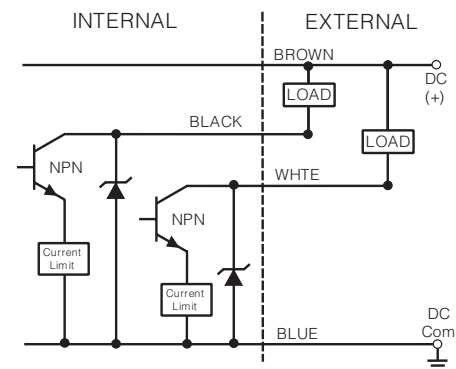 INTERNAL
EXTERNAL
BROWN
DC
(+)
LOAD
BLACK
LOAD
NPN
WHTE
NPN
Current
Limit
Current
Limit
DC
Com
BLUE